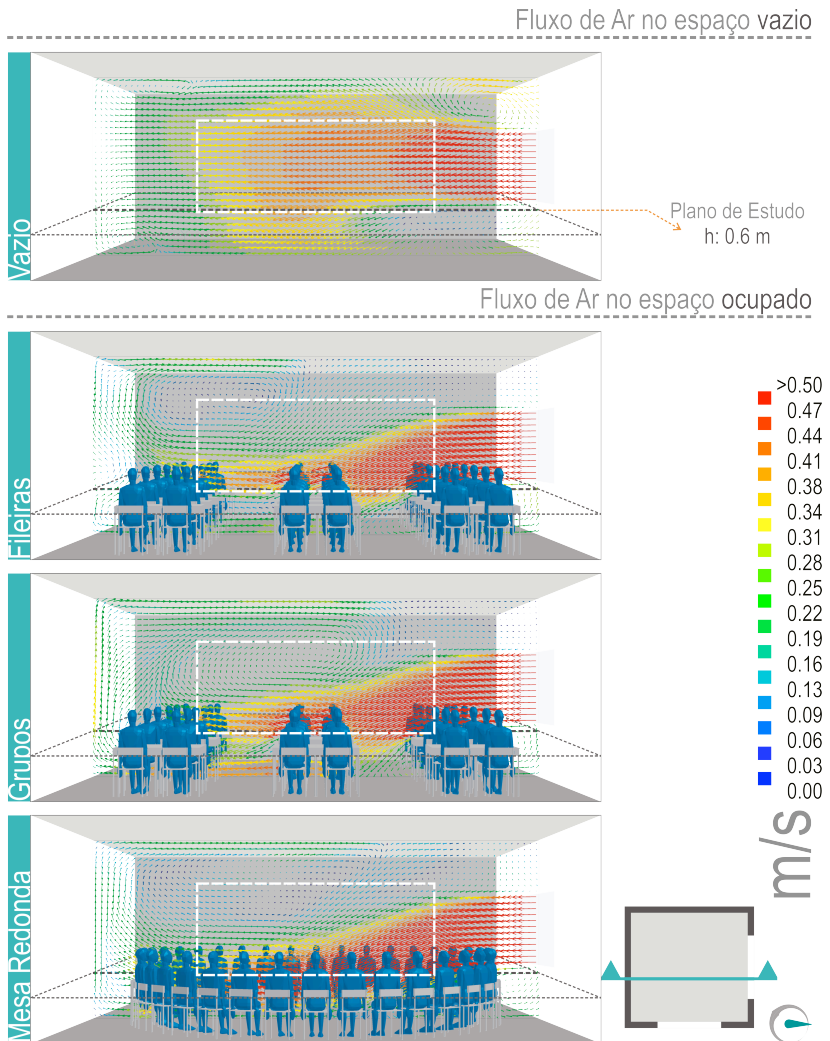 Fluxo de Ar no espaço vazio
Vazio
Plano de Estudo
h: 0.6 m
Fluxo de Ar no espaço ocupado
Fileiras
Grupos
Mesa Redonda
>0.50
0.47
0.44
0.41
0.38
0.34
0.31
0.28
0.25
0.22
0.19
0.16
0.13
0.09
0.06
0.03
0.00
m/s